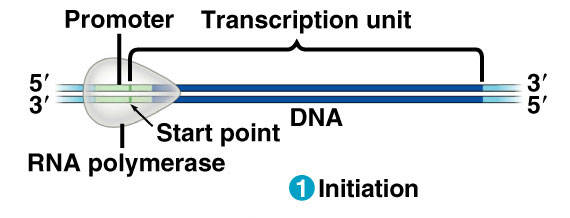 Promoter
Transcription unit
5′
3′
3′
5′
DNA
Start point
RNA polymerase
1 Initiation